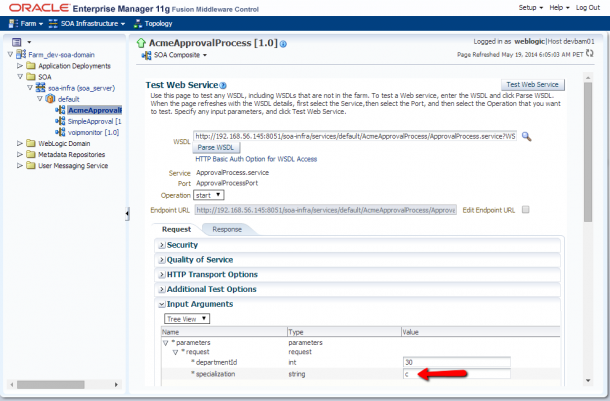 ORACLE Enterprise Manager 11g Fusion Middleware Control
Setup Help Log Out
Farm SOA Infrastructure Topology
Farm_dev-soa-domain
Application Deployments
SOA
soa-infra (soa_server)
default
AcmeApproval
SimpleApproval [1
voipmonitor [1.0]
WebLogic Domain
Metadata Repositories
User Messaging Service
AcmeApprovalProcess [1.0]
Logged in as weblogic|Host devbam01
SOA Composite
Page Refreshed May 19, 2014 6:05:03 AM PET
Test Web Service
Test Web Service
Use this page to test any WSDL, including WSDLs that are not in the farm. To test a Web service, enter the WSDL and click Parse WSDL.
When the page refreshes with the WSDL details, first select the Service,then select the Port, and then select the Operation that you want
to test. Specify any input parameters, and click Test Web Service.
WSDL http://192.168.56.145:8051/soa-infra/services/default/AcmeApprovalProcess/ApprovalProcess.service?WS
Parse WSDL
HTTP Basic Auth Option for WSDL Access
Service ApprovalProcess.service
Port ApprovalProcessPort
Operation start
Endpoint URL http://192.168.56.145:8051/soa-infra/services/default/AcmeApprovalProcess/Approva Edit Endpoint URL
Request Response
Security
Quality of Service
HTTP Transport Options
Additional Test Options
Input Arguments
Tree View
Name Type Value
* parameters parameters
* request request
* departmentId int 30
* specialization string c